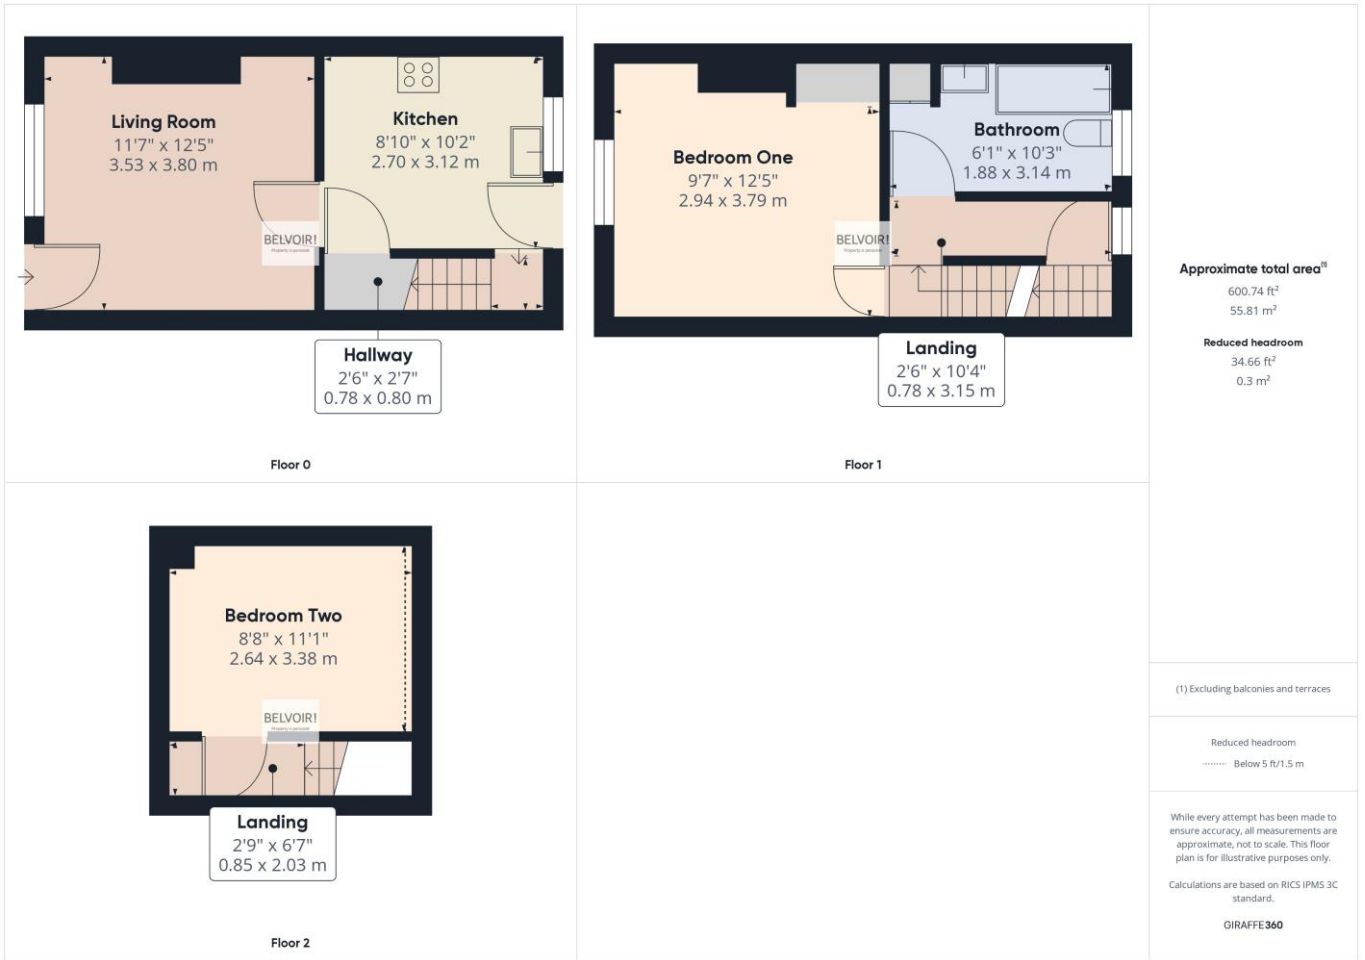 Living Room
11'7" x 12'5"
3.53 x 3.80 m
Kitchen
8'10" x 10'2"
2.70 x 3.12 m
BELVOIR!
Hallway
2'6" x 2'7"
0.78 x 0.80 m
Floor 0
Bedroom One
9'7" x 12'5"
2.94 x 3.79 m
Bathroom
6'1" x 10'3"
1.88 x 3.14 m
BELVOIR!
Landing
2'6" x 10'4"
0.78 x 3.15 m
Floor 1
Bedroom Two
8'8" x 11'1"
2.64 x 3.38 m
BELVOIR!
Landing
2'9" x 6'7"
0.85 x 2.03 m
Floor 2
Approximate total area(1)
600.74 ft²
55.81 m²
Reduced headroom
34.66 ft²
0.3 m²
(1) Excluding balconies and terraces
Reduced headroom
Below 5 ft/1.5 m
While every attempt has been made to
ensure accuracy, all measurements are
approximate, not to scale. This floor
plan is for illustrative purposes only.
Calculations are based on RICS IPMS 3C
standard.
GIRAFFE360